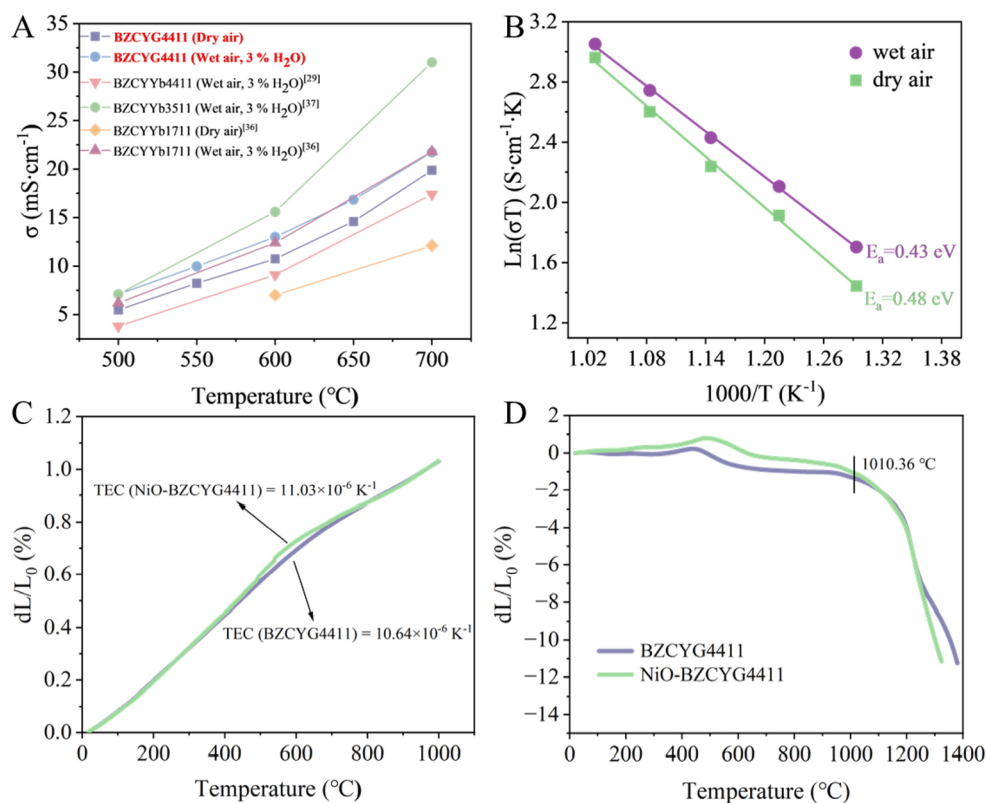 A
35
30
25
20
15
10
5
σ (mS·cm⁻¹)
BZCYG4411 (Dry air)
BZCYG4411 (Wet air, 3 % H₂O)
BZCYYb4411 (Wet air, 3 % H₂O)[29]
BZCYYb3511 (Wet air, 3 % H₂O)[37]
BZCYYb1711 (Dry air)[36]
BZCYYb1711 (Wet air, 3 % H₂O)[36]
500 550 600 650 700
Temperature (℃)
B
3.2
2.8
2.4
2.0
1.6
1.2
Ln(σT) (S·cm⁻¹·K)
wet air
dry air
Eₐ=0.43 eV
Eₐ=0.48 eV
1.02 1.08 1.14 1.20 1.26 1.32 1.38
1000/T (K⁻¹)
C
1.2
1.0
0.8
0.6
0.4
0.2
0.0
dL/L₀ (%)
TEC (NiO-BZCYG4411) = 11.03×10⁻⁶ K⁻¹
TEC (BZCYG4411) = 10.64×10⁻⁶ K⁻¹
0 200 400 600 800 1000
Temperature (℃)
D
2
0
−2
−4
−6
−8
−10
−12
−14
dL/L₀ (%)
1010.36 ℃
BZCYG4411
NiO-BZCYG4411
0 200 400 600 800 1000 1200 1400
Temperature (℃)